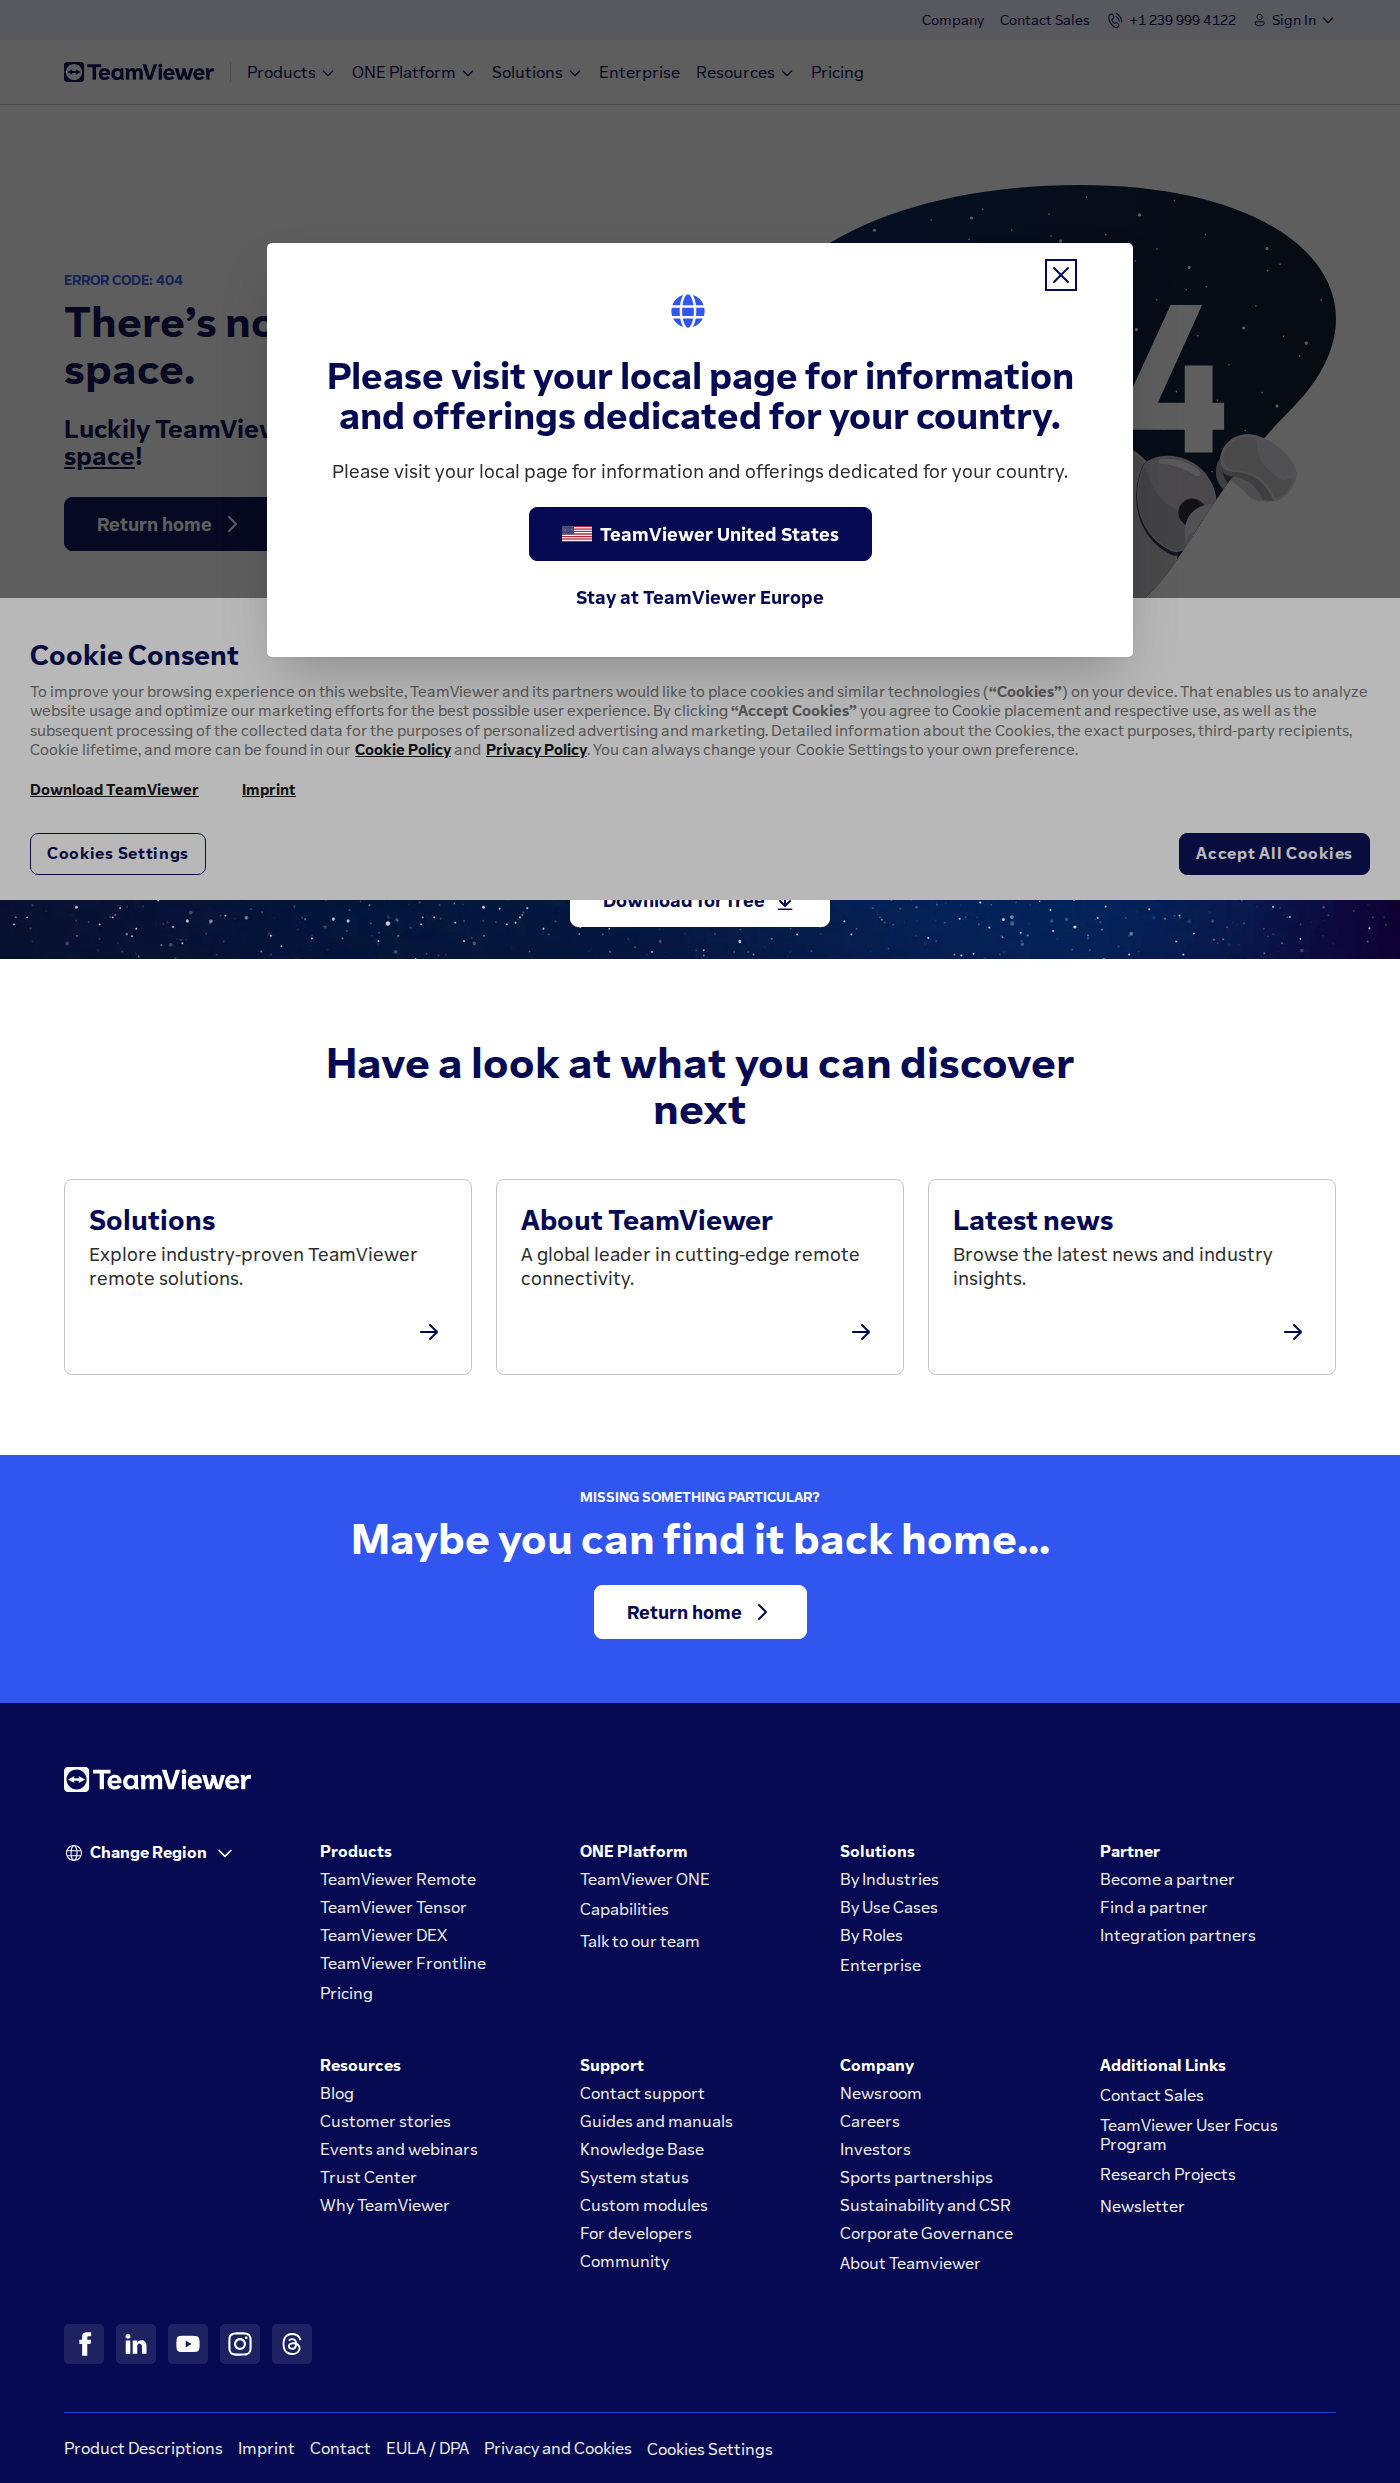 Company Contact Sales +1 239 999 4122 Sign In
TeamViewer Products ONE Platform Solutions Enterprise Resources Pricing
ERROR CODE: 404
There's no
space.
Luckily TeamView
space!
Return home
4
Please visit your local page for information
and offerings dedicated for your country.
Please visit your local page for information and offerings dedicated for your country.
TeamViewer United States
Stay at TeamViewer Europe
Cookie Consent
To improve your browsing experience on this website, TeamViewer and its partners would like to place cookies and similar technologies (“Cookies”) on your device. That enables us to analyze
website usage and optimize our marketing efforts for the best possible user experience. By clicking “Accept Cookies” you agree to Cookie placement and respective use, as well as the
subsequent processing of the collected data for the purposes of personalized advertising and marketing. Detailed information about the Cookies, the exact purposes, third-party recipients,
Cookie lifetime, and more can be found in our Cookie Policy and Privacy Policy. You can always change your Cookie Settings to your own preference.
Download TeamViewer Imprint
Cookies Settings Accept All Cookies
Download for free
Have a look at what you can discover
next
Solutions
Explore industry-proven TeamViewer
remote solutions.
About TeamViewer
A global leader in cutting-edge remote
connectivity.
Latest news
Browse the latest news and industry
insights.
MISSING SOMETHING PARTICULAR?
Maybe you can find it back home...
Return home
TeamViewer
Change Region
Products
TeamViewer Remote
TeamViewer Tensor
TeamViewer DEX
TeamViewer Frontline
Pricing
ONE Platform
TeamViewer ONE
Capabilities
Talk to our team
Solutions
By Industries
By Use Cases
By Roles
Enterprise
Partner
Become a partner
Find a partner
Integration partners
Resources
Blog
Customer stories
Events and webinars
Trust Center
Why TeamViewer
Support
Contact support
Guides and manuals
Knowledge Base
System status
Custom modules
For developers
Community
Company
Newsroom
Careers
Investors
Sports partnerships
Sustainability and CSR
Corporate Governance
About Teamviewer
Additional Links
Contact Sales
TeamViewer User Focus
Program
Research Projects
Newsletter
Product Descriptions Imprint Contact EULA / DPA Privacy and Cookies Cookies Settings